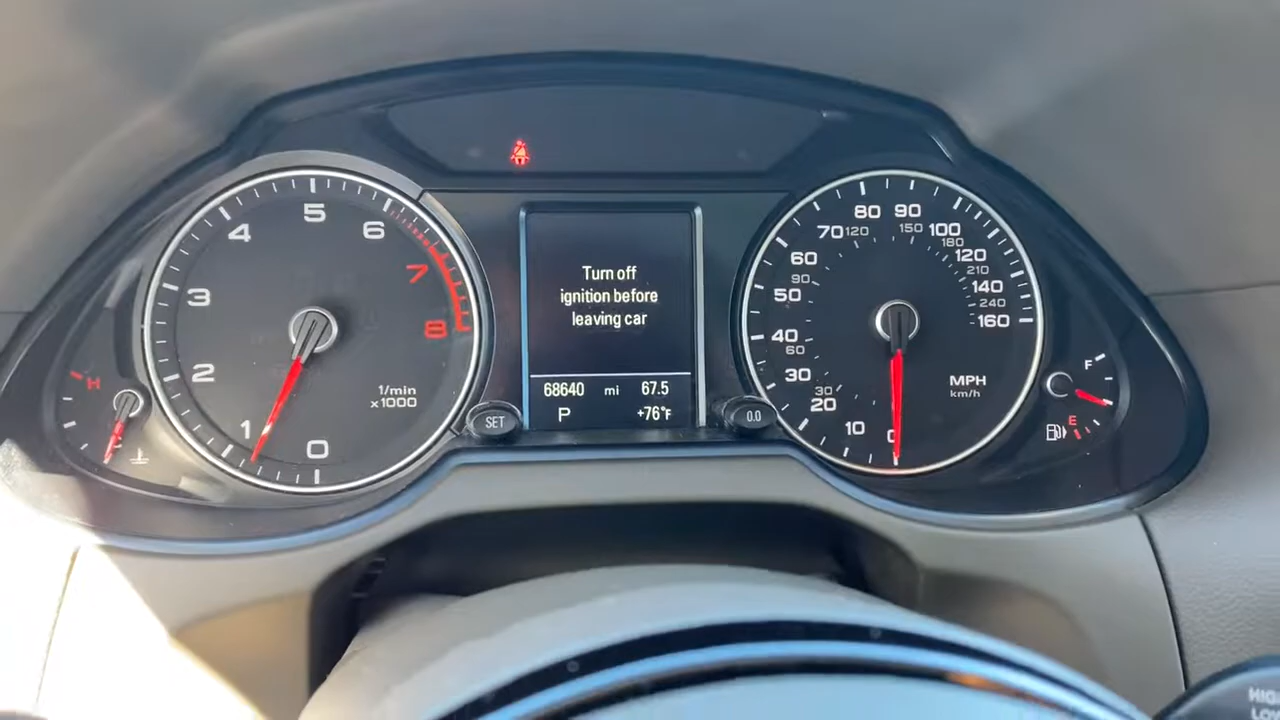 5
4
6
3
7
2
8
1
0
1/min
x1000
H
Turn off
ignition before
leaving car
68640 mi 67.5
P +76°F
SET
0.0
80 90
70 120 150 100
180
60 120
90 210
50 140
240
40 160
60
30
30
20
10
0
MPH
km/h
F
E
HIGH
LOW